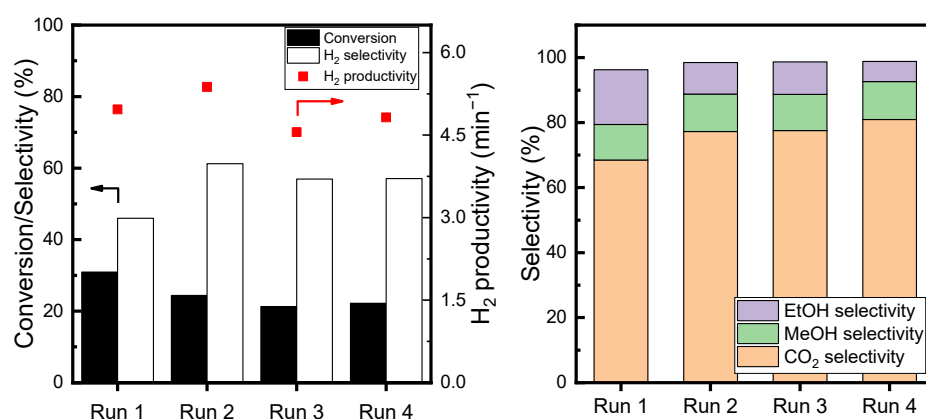 Conversion/Selectivity (%)
100
80
60
40
20
0
Conversion
H₂ selectivity
H₂ productivity
6.0
4.5
3.0
1.5
0.0
H₂ productivity (min⁻¹)
Run 1 Run 2 Run 3 Run 4
Selectivity (%)
100
80
60
40
20
0
EtOH selectivity
MeOH selectivity
CO₂ selectivity
Run 1 Run 2 Run 3 Run 4